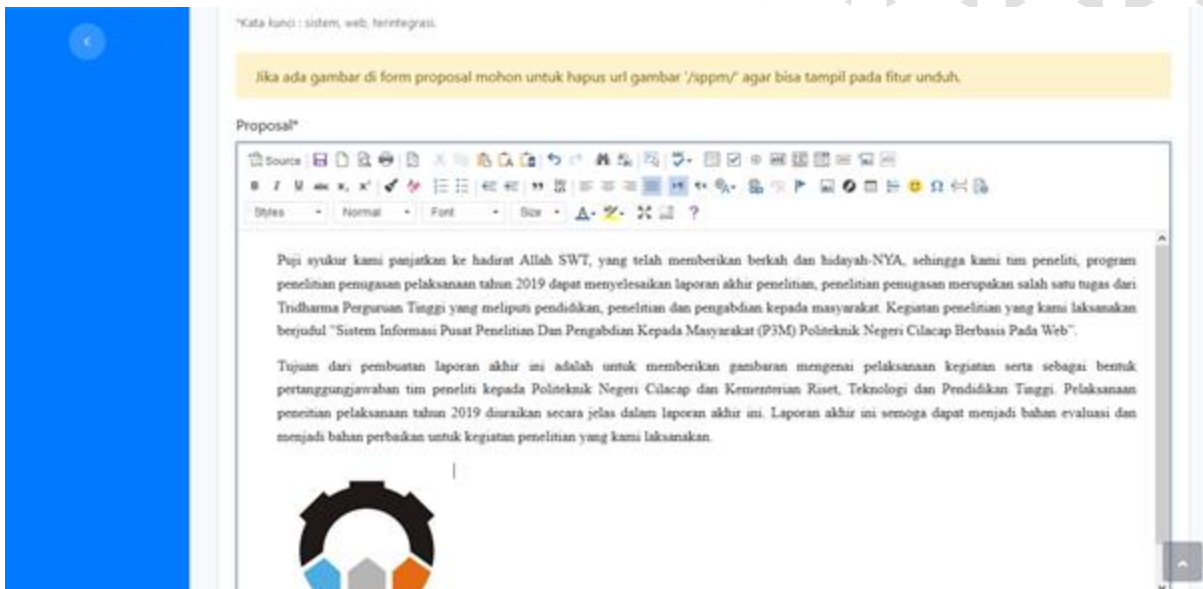 *Kata kunci : sistem, web, terintegrasi.
Jika ada gambar di form proposal mohon untuk hapus url gambar '/sppm/' agar bisa tampil pada fitur unduh.
Proposal*
Source
B I U abc x, x'
Styles Normal Font Size A ?
Puji syukur kami panjatkan ke hadirat Allah SWT, yang telah memberikan berkah dan hidayah-NYA, sehingga kami tim peneliti, program
penelitian penugasan pelaksanaan tahun 2019 dapat menyelesaikan laporan akhir penelitian, penelitian penugasan merupakan salah satu tugas dari
Tridharma Perguruan Tinggi yang meliputi pendidikan, penelitian dan pengabdian kepada masyarakat. Kegiatan penelitian yang kami laksanakan
berjudul "Sistem Informasi Pusat Penelitian Dan Pengabdian Kepada Masyarakat (P3M) Politeknik Negeri Cilacap Berbasis Pada Web".
Tujuan dari pembuatan laporan akhir ini adalah untuk memberikan gambaran mengenai pelaksanaan kegiatan serta sebagai bentuk
pertanggungjawaban tim peneliti kepada Politeknik Negeri Cilacap dan Kementerian Riset, Teknologi dan Pendidikan Tinggi. Pelaksanaan
peneitian pelaksanaan tahun 2019 diuraikan secara jelas dalam laporan akhir ini. Laporan akhir ini semoga dapat menjadi bahan evaluasi dan
menjadi bahan perbaikan untuk kegiatan penelitian yang kami laksanakan.